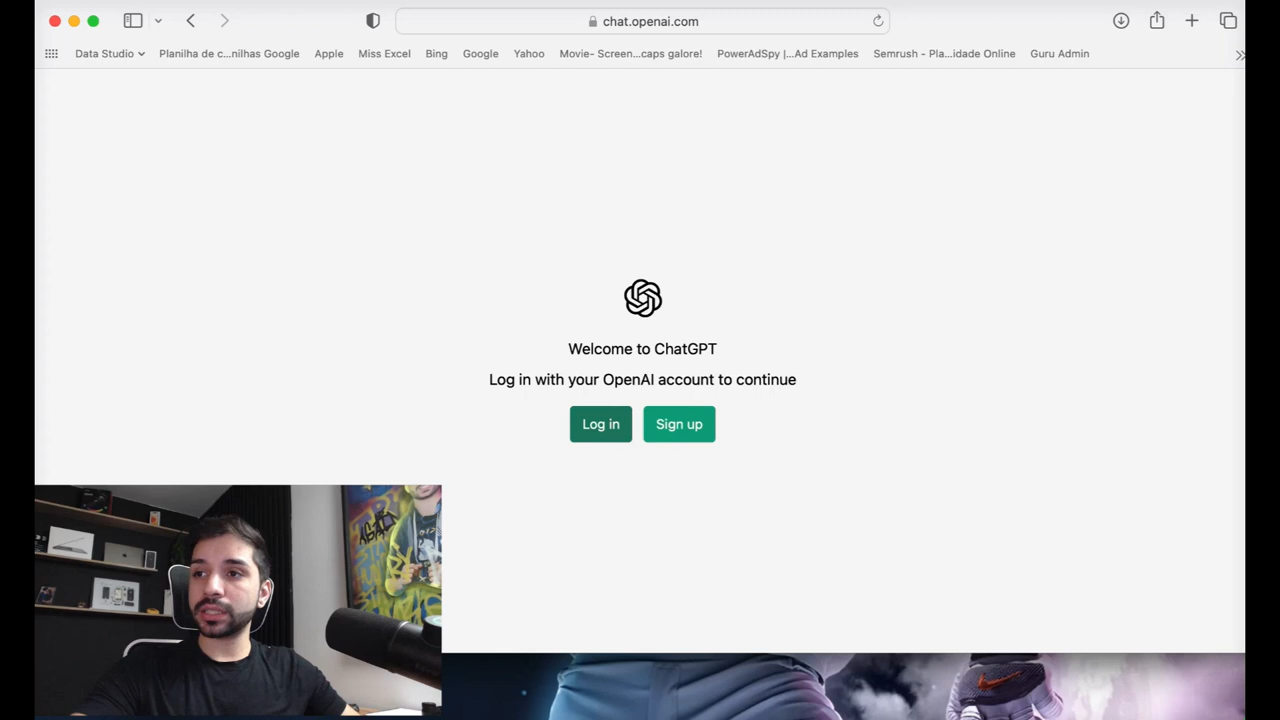 chat.openai.com
Data Studio Planilha de c...nilhas Google Apple Miss Excel Bing Google Yahoo Movie- Screen...caps galore! PowerAdSpy |...Ad Examples Semrush - Pla...idade Online Guru Admin
Welcome to ChatGPT
Log in with your OpenAI account to continue
Log in Sign up